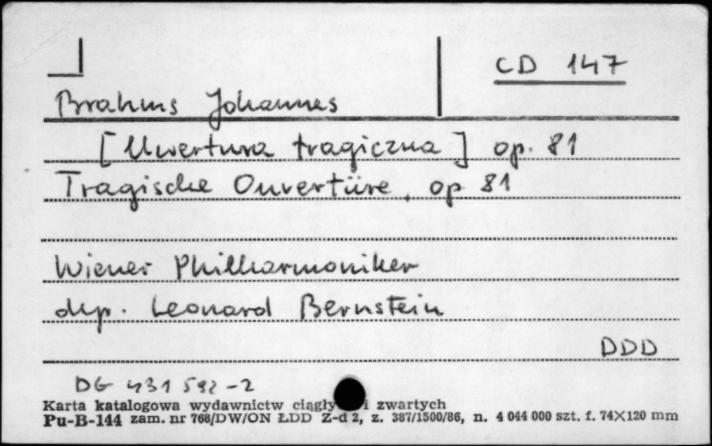 CD 147
Brahms Johannes
[Uwertura tragiczna] op. 81
Tragische Ouvertüre, op 81
Wiener Philharmoniker
dyr. Leonard Bernstein
DDD
DG 431 592-2
Karta katalogowa wydawnictw ciągły i zwartych
Pu-B-144 zam. nr 768/DW/ON ŁDD Z-d 2, z. 387/1500/86, n. 4 044 000 szt. f. 74×120 mm